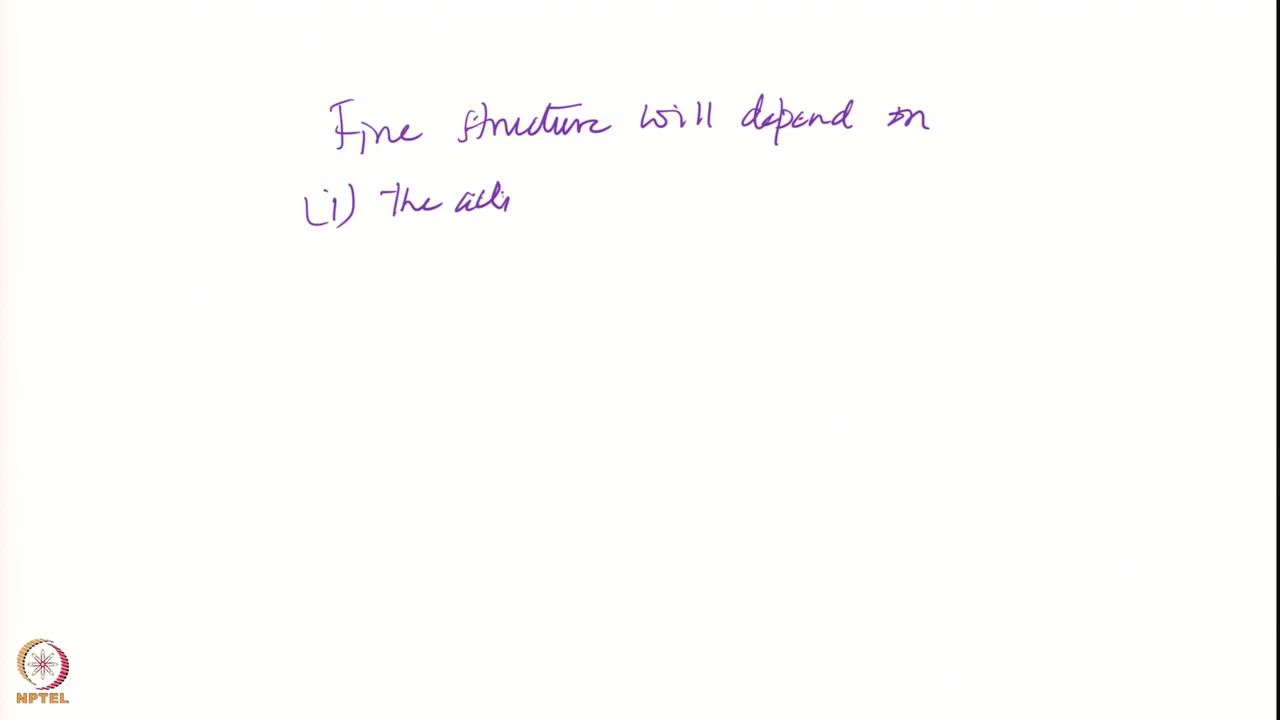 Fine structure will depend on
(i) The
NPTEL